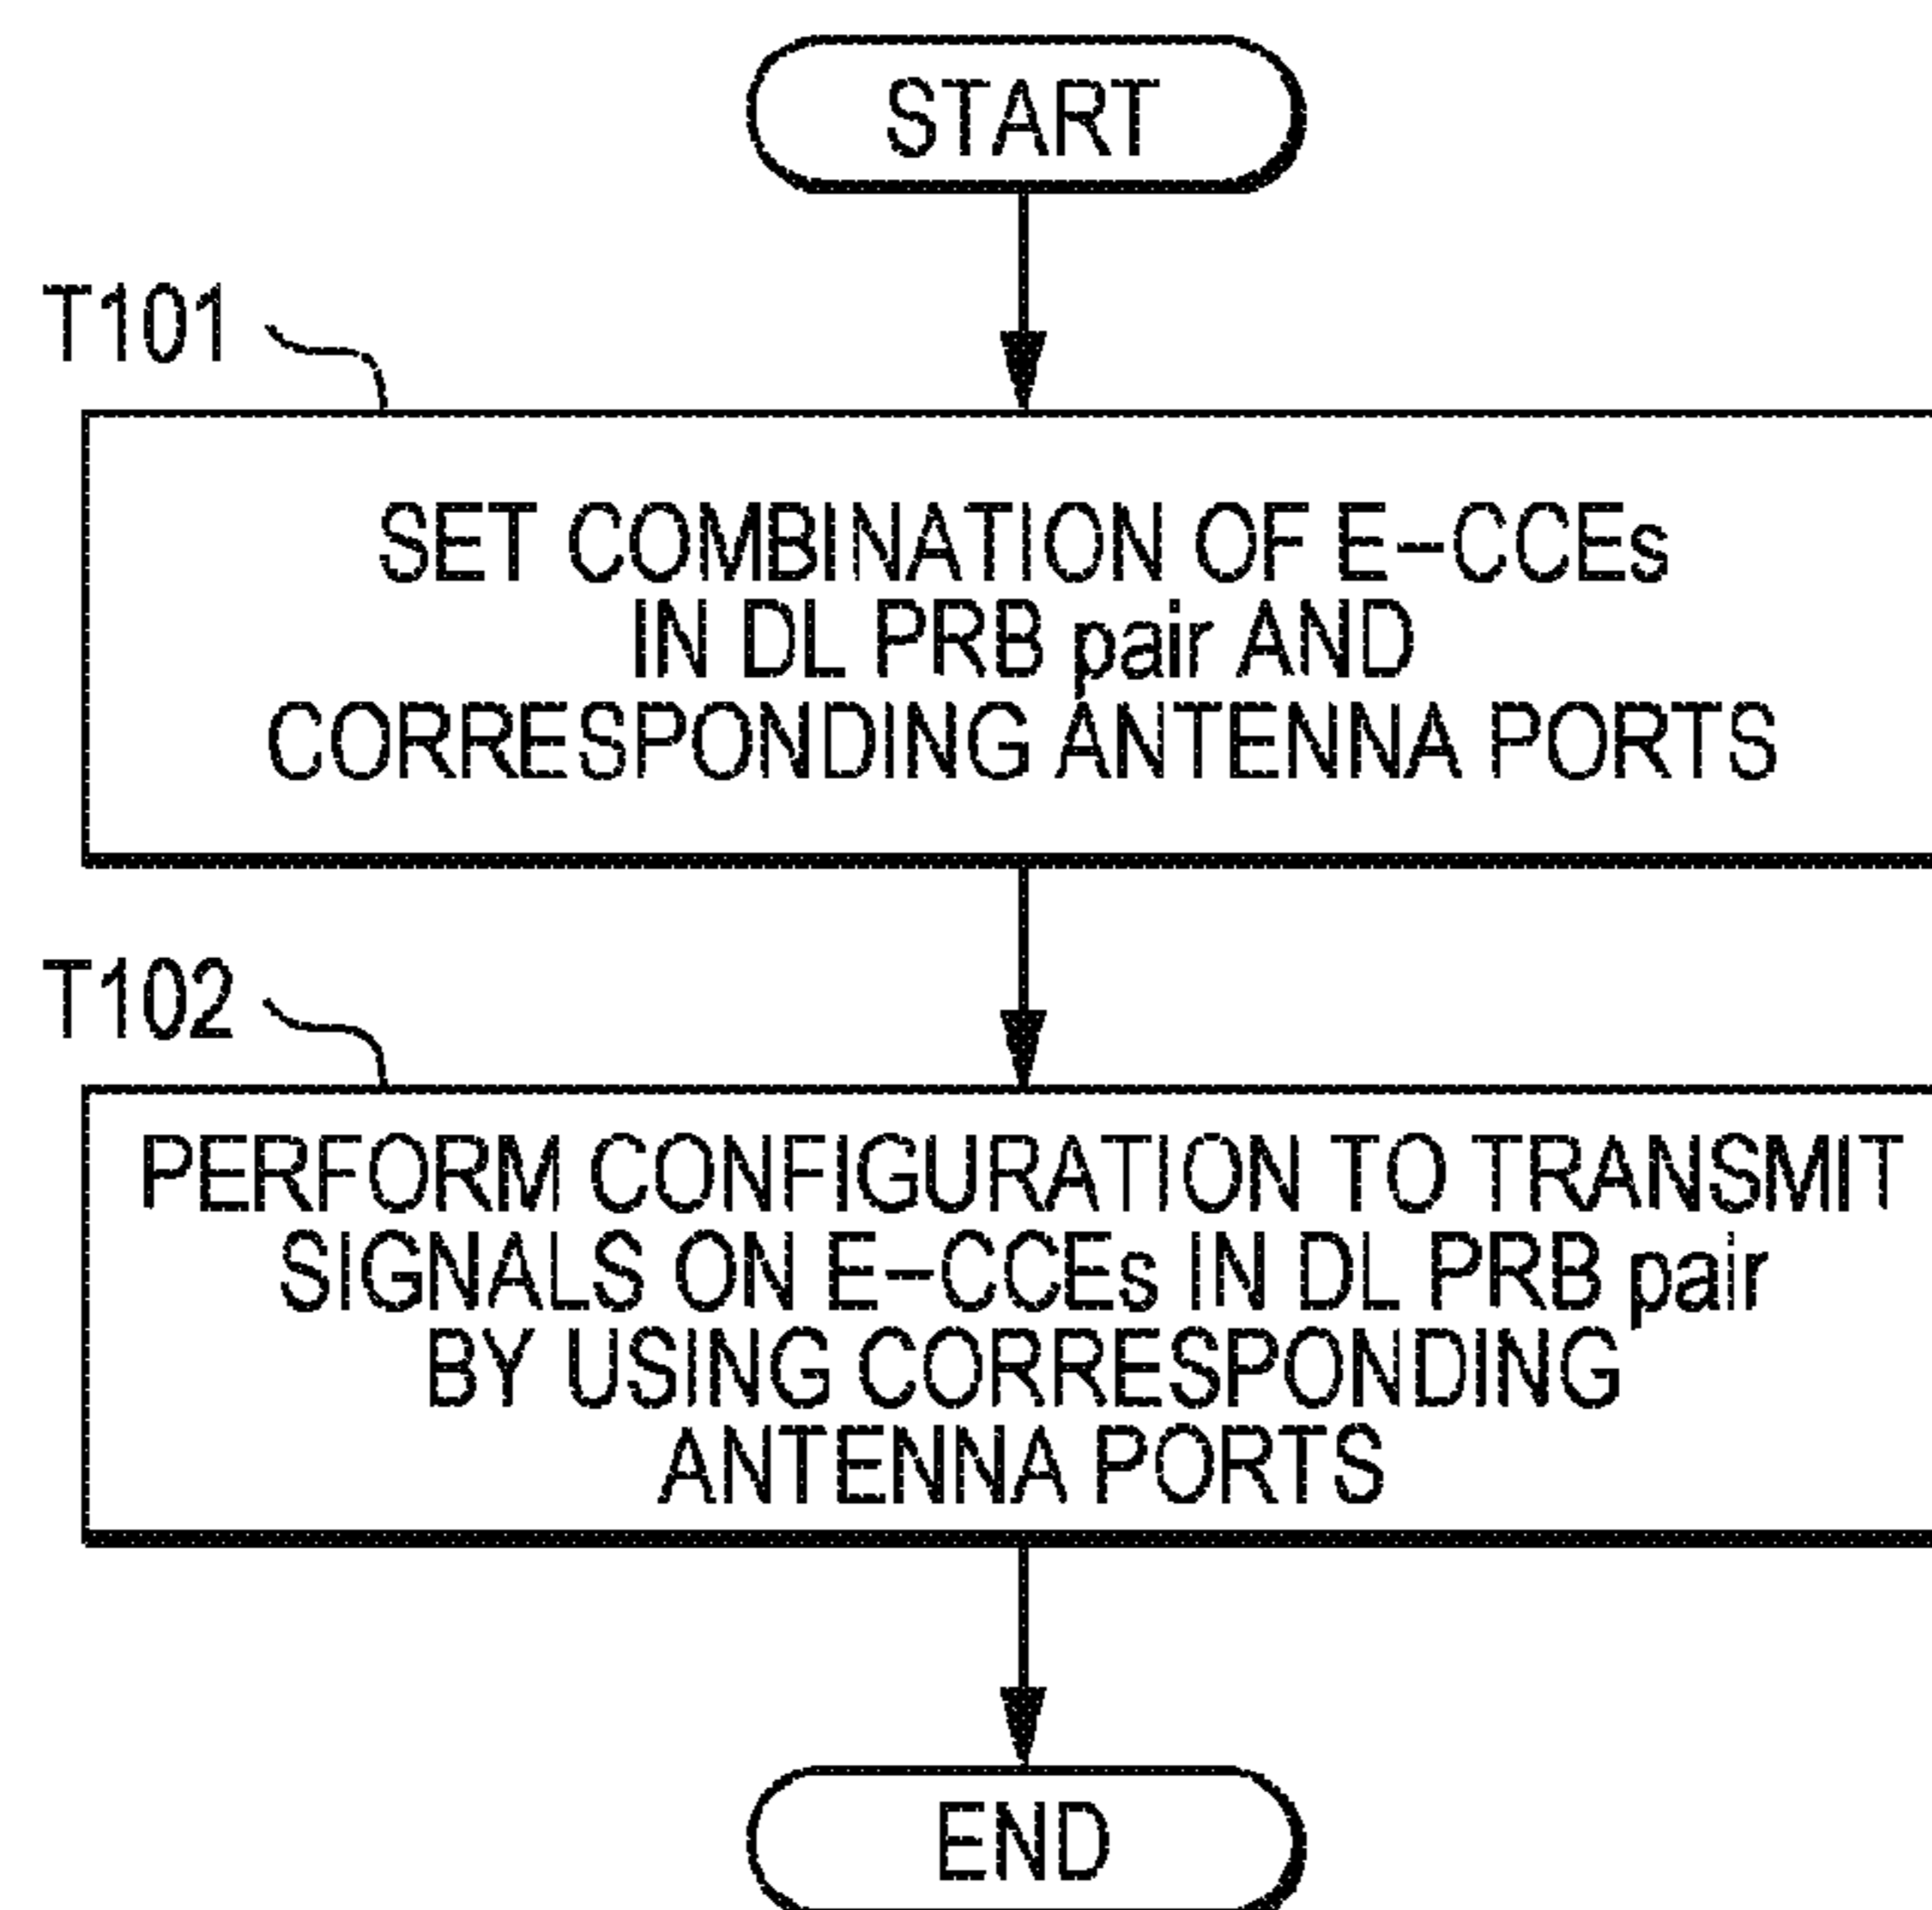 START
T101
SET COMBINATION OF E-CCEs
IN DL PRB pair AND
CORRESPONDING ANTENNA PORTS
T102
PERFORM CONFIGURATION TO TRANSMIT
SIGNALS ON E-CCEs IN DL PRB pair
BY USING CORRESPONDING
ANTENNA PORTS
END